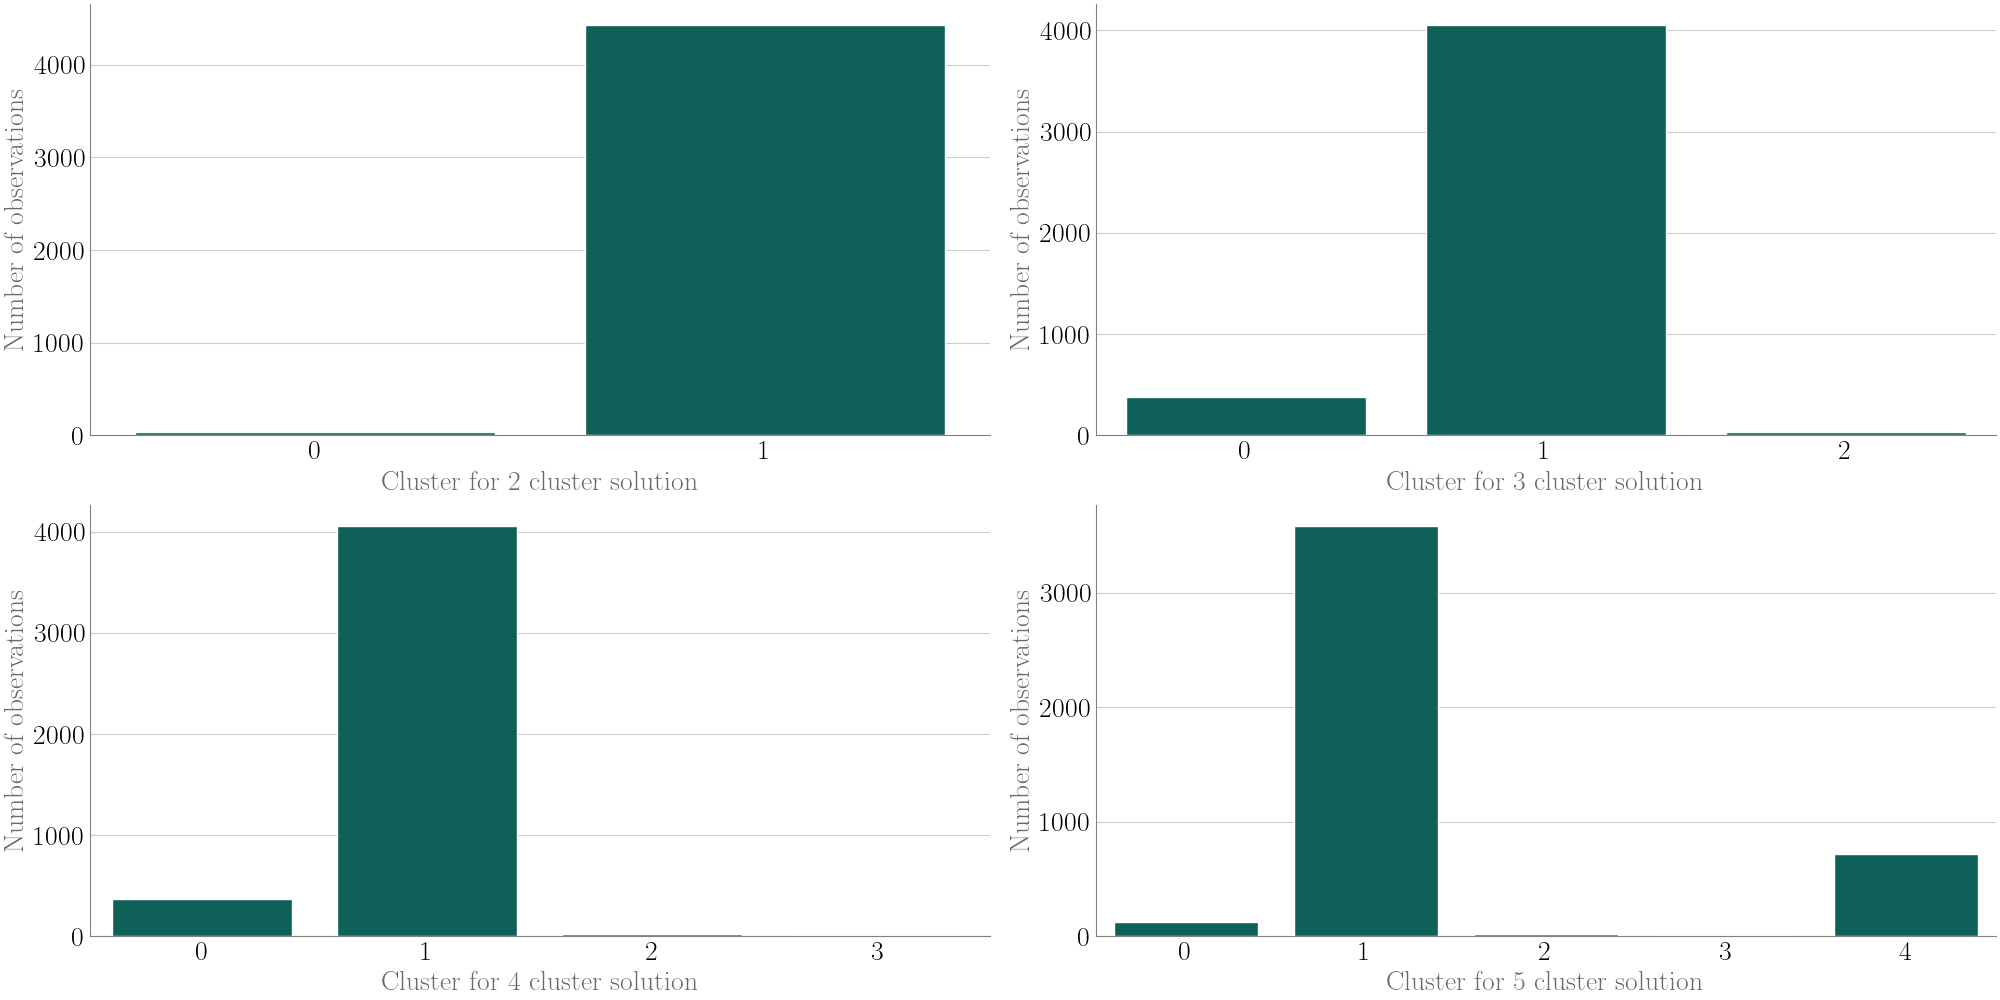 Number of observations
4000
3000
2000
1000
0
0 1
Cluster for 2 cluster solution
Number of observations
4000
3000
2000
1000
0
0 1 2
Cluster for 3 cluster solution
Number of observations
4000
3000
2000
1000
0
0 1 2 3
Cluster for 4 cluster solution
Number of observations
3000
2000
1000
0
0 1 2 3 4
Cluster for 5 cluster solution